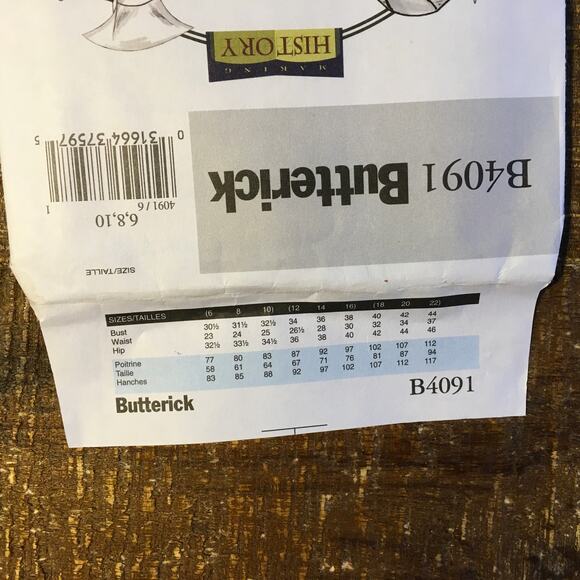 MAKING
HISTORY
B4091 Butterick
0 31664 37597 5
4091 / 6 1
6,8,10
SIZE/TAILLE
SIZES/TAILLES (6 8 10) (12 14 16) (18 20 22)
Bust 30½ 31½ 32½ 34 36 38 40 42 44
Waist 23 24 25 26½ 28 30 32 34 37
Hip 32½ 33½ 34½ 36 38 40 42 44 46
Poitrine 77 80 83 87 92 97 102 107 112
Taille 58 61 64 67 71 76 81 87 94
Hanches 83 85 88 92 97 102 107 112 117
Butterick B4091